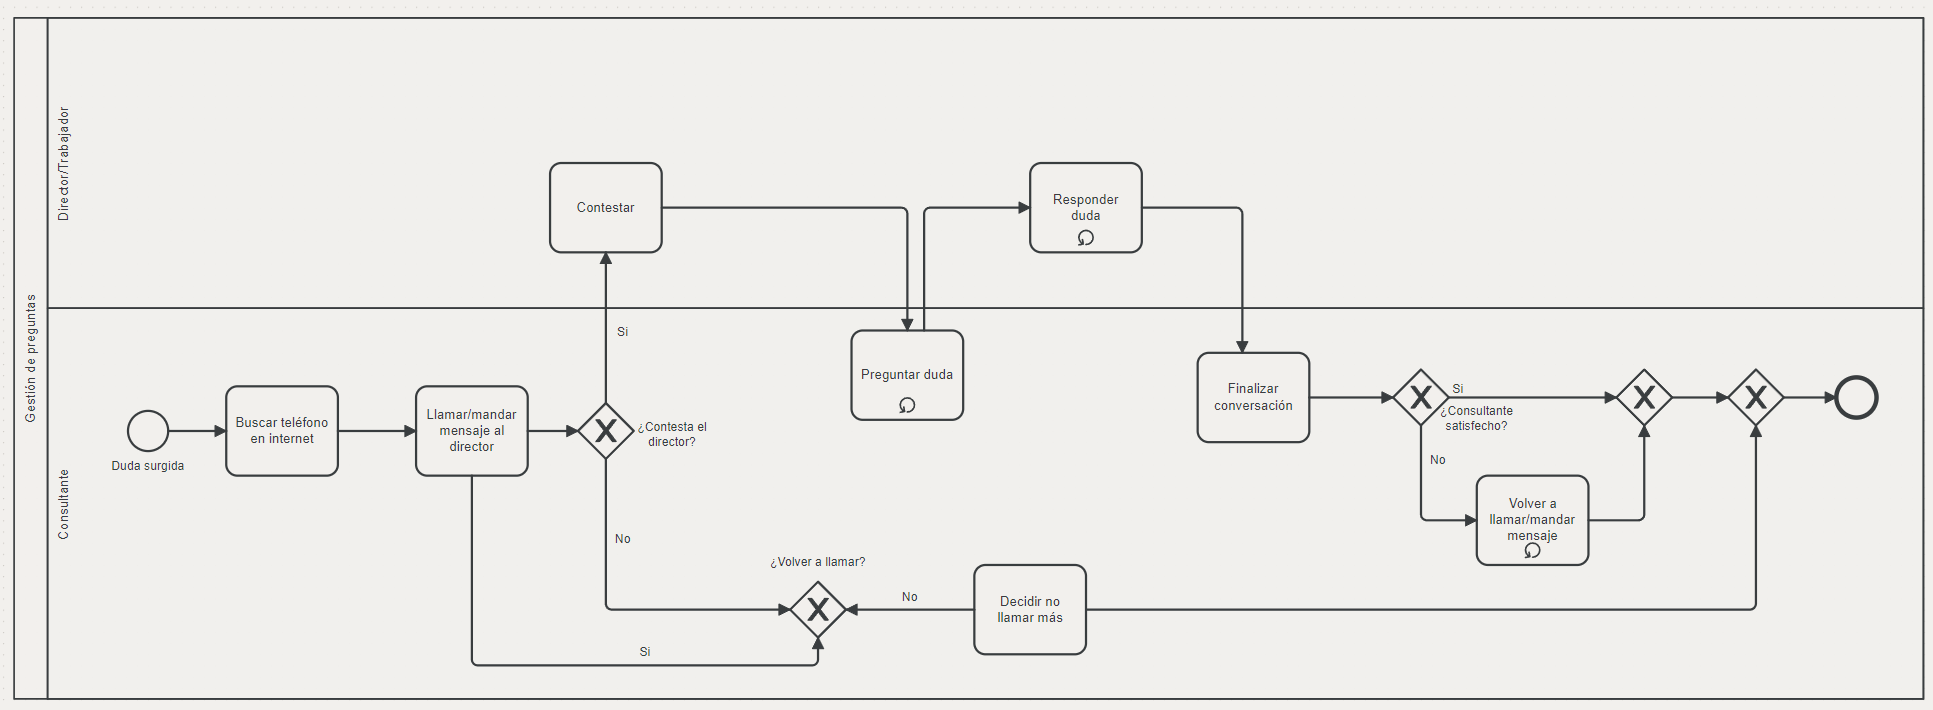 Gestión de preguntas
Director/Trabajador
Contestar
Responder
duda
Consultante
Duda surgida
Buscar teléfono
en internet
Llamar/mandar
mensaje al
director
¿Contesta el
director?
Si
No
Preguntar duda
Finalizar
conversación
Si
¿Consultante
satisfecho?
No
Volver a
llamar/mandar
mensaje
¿Volver a llamar?
No
Decidir no
llamar más
Si